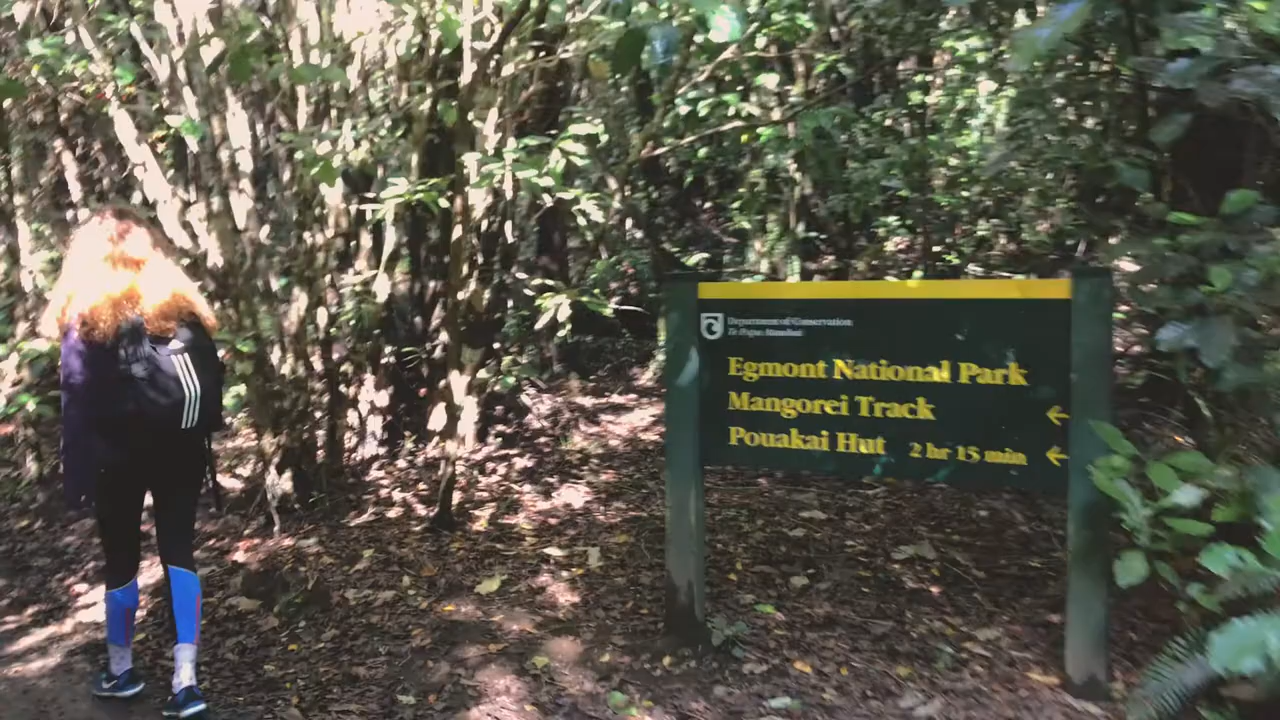 Department of Conservation
Te Papa Atawhai
Egmont National Park
Mangorei Track ←
Pouakai Hut 2 hr 15 min ←